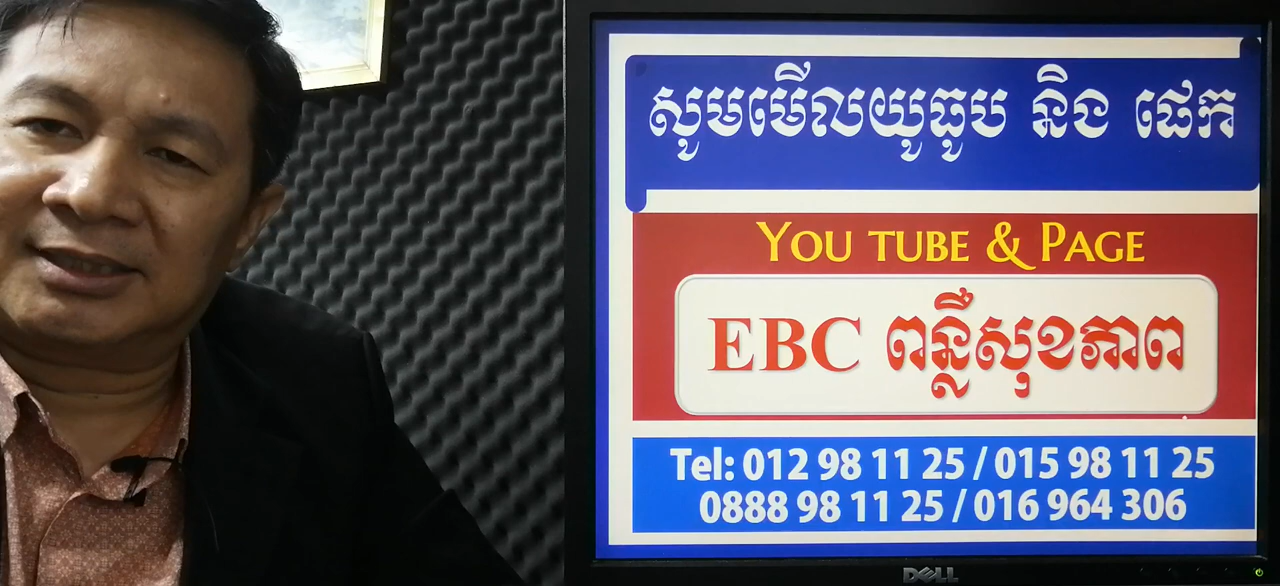 សូមមើលយូធូប និង ផេក
YOU TUBE & PAGE
EBC ពន្លឺសុខភាព
Tel: 012 98 11 25 / 015 98 11 25
0888 98 11 25 / 016 964 306
DELL